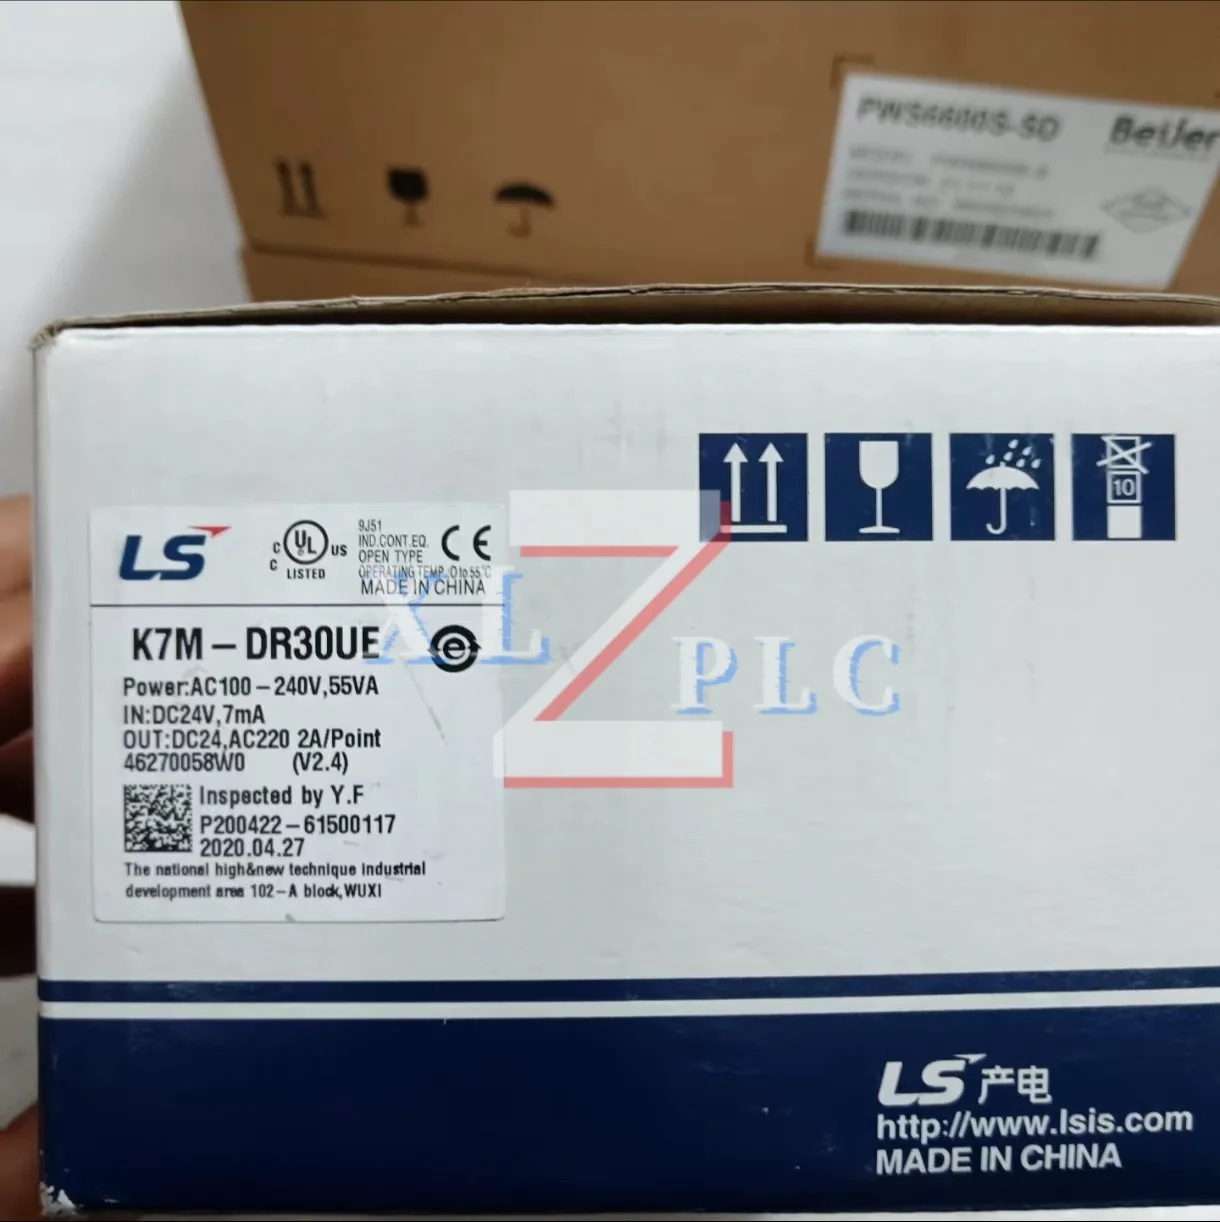 PWS6600S-SD
BeiJer
LS
C UL US
C LISTED
9J51
IND.CONT.EQ.
OPEN TYPE
OPERATING TEMP.:0 to 55°C
MADE IN CHINA
CE
K7M-DR30UE
e
Power:AC100-240V,55VA
IN:DC24V,7mA
OUT:DC24,AC220 2A/Point
46270058W0 (V2.4)
Inspected by Y.F
P200422-61500117
2020.04.27
The national high&new technique industrial
development area 102-A block,WUXI
10
XLZ PLC
LS产电
http://www.lsis.com
MADE IN CHINA